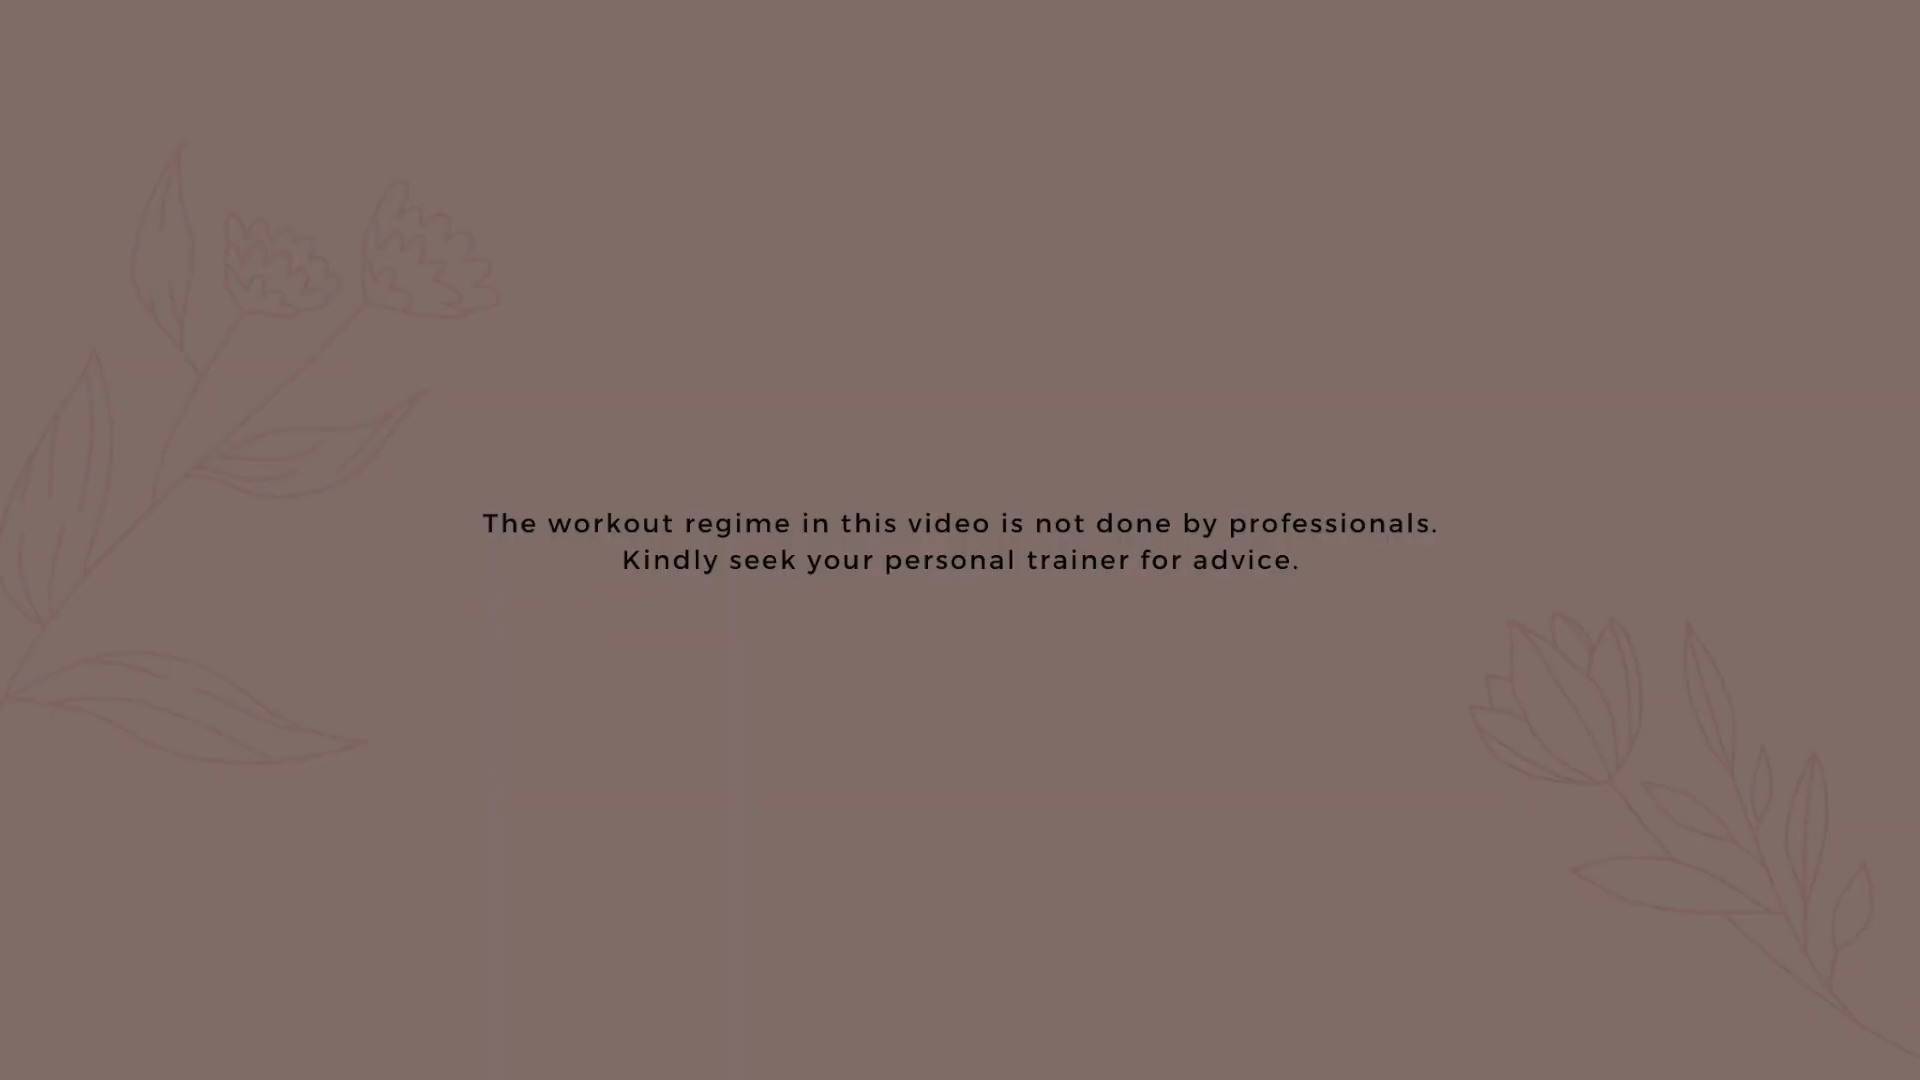 The workout regime in this video is not done by professionals.
Kindly seek your personal trainer for advice.